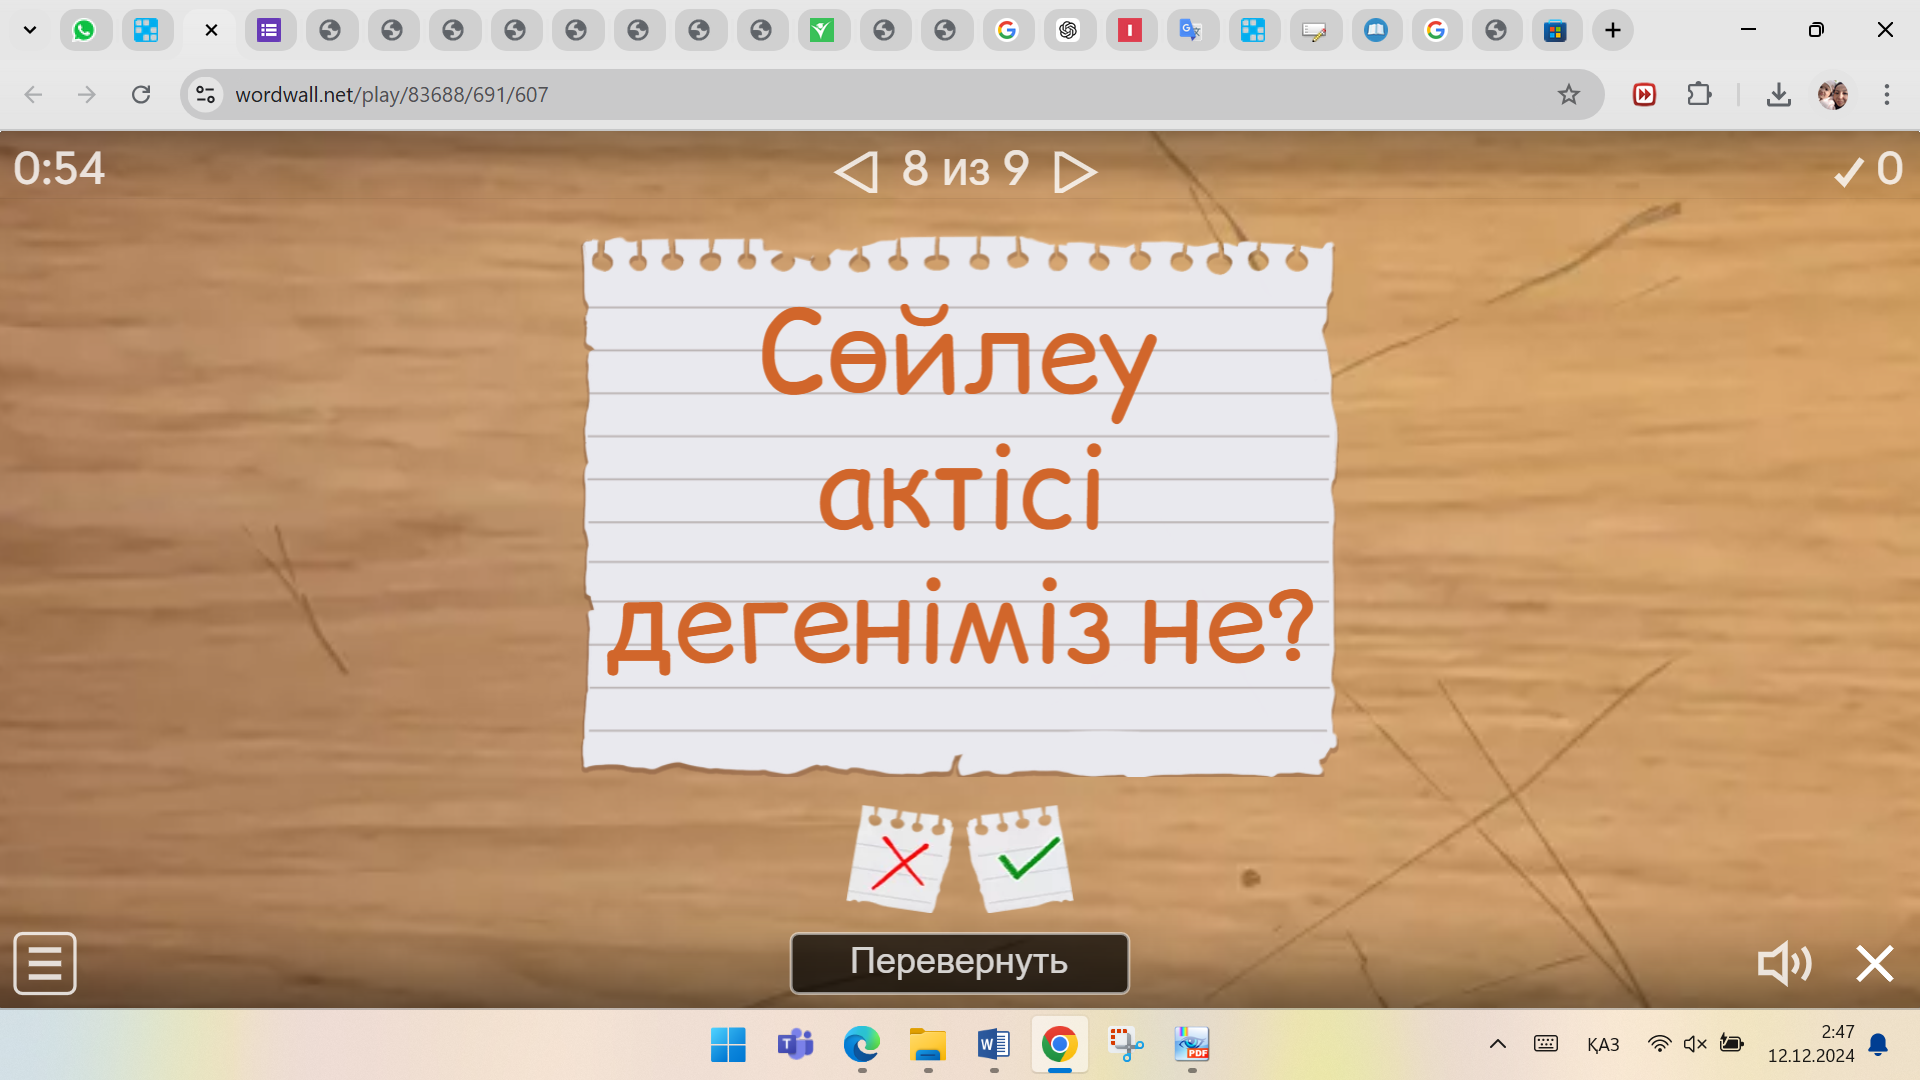 wordwall.net/play/83688/691/607
0:54
8 из 9
0
Сөйлеу
актісі
дегеніміз не?
Перевернуть
ҚАЗ
2:47
12.12.2024